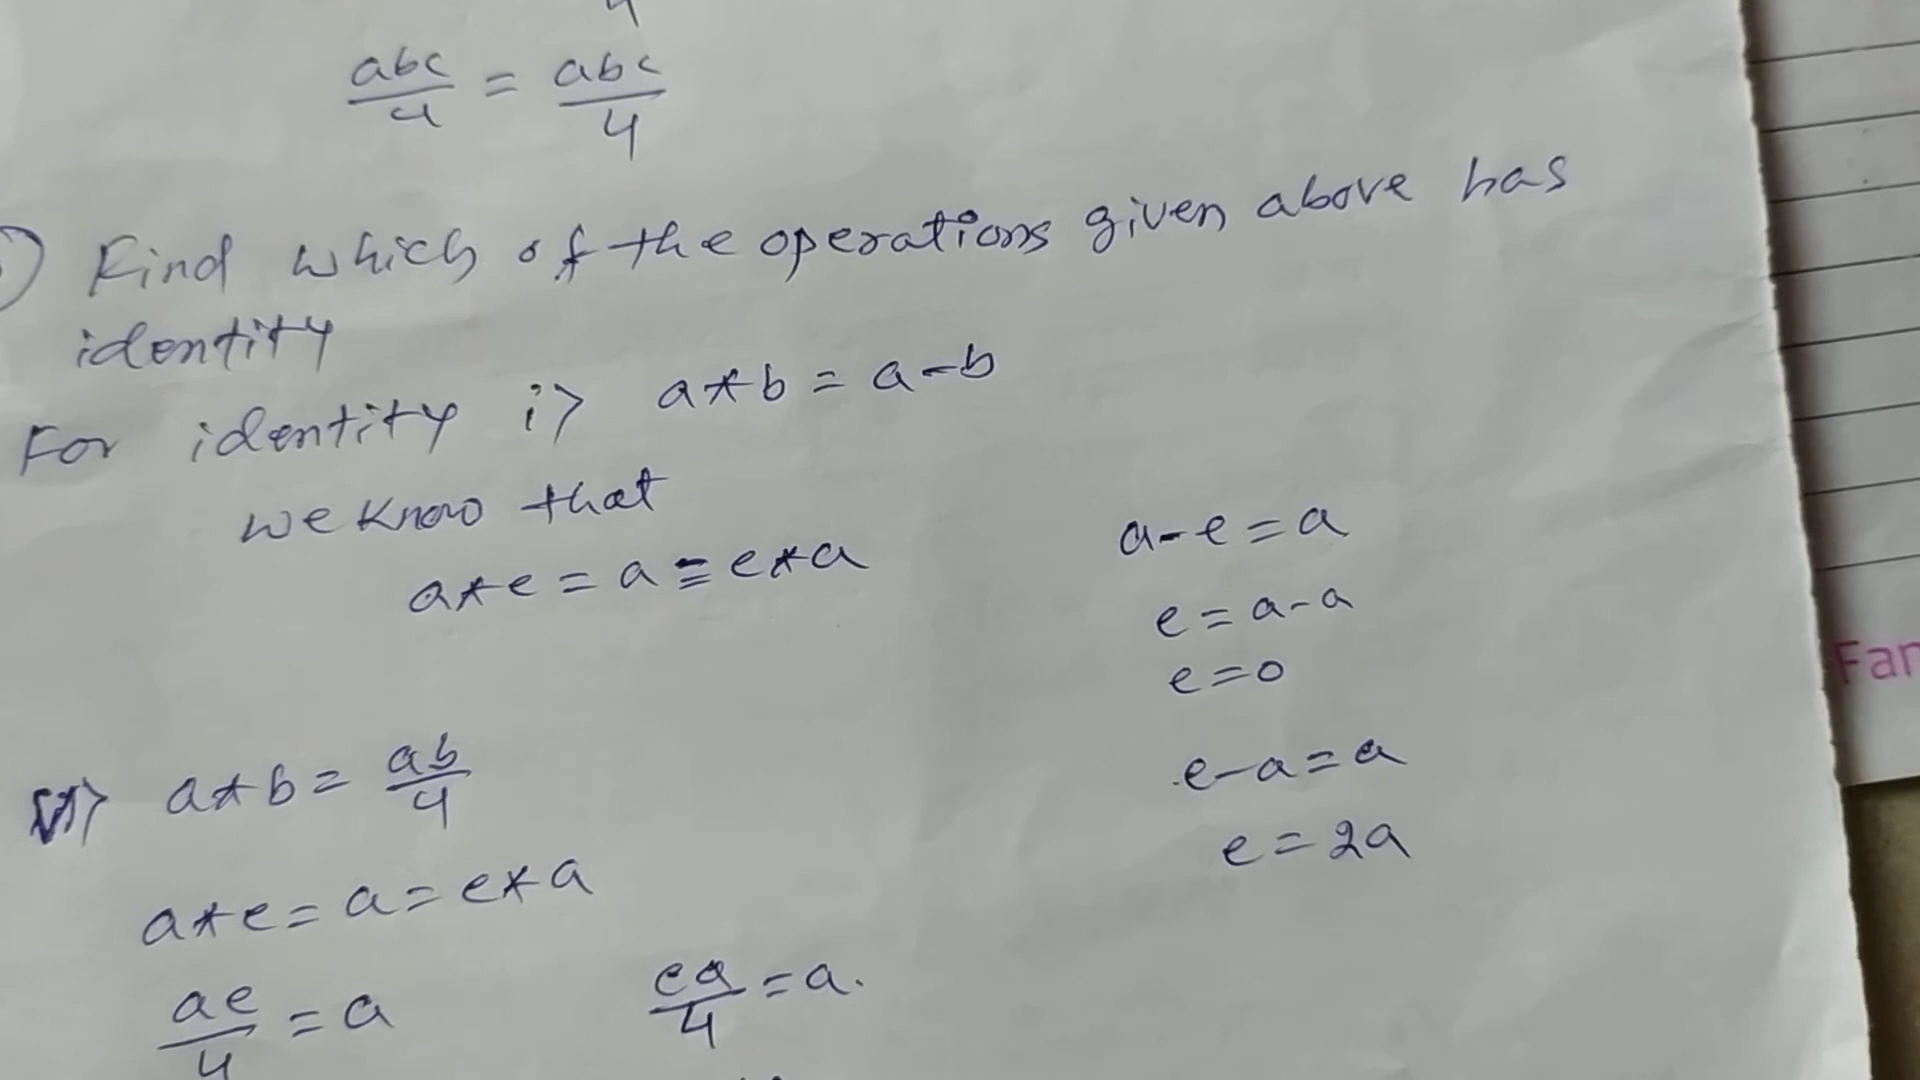 abc/4 = abc/4
) Find which of the operations given above has
identity
For identity i> a*b = a-b
we know that
a*e = a = e*a
a-e = a
e = a-a
e = 0
e-a = a
e = 2a
a*b = ab/4
a*e = a = e*a
ae/4 = a
ea/4 = a.
Far